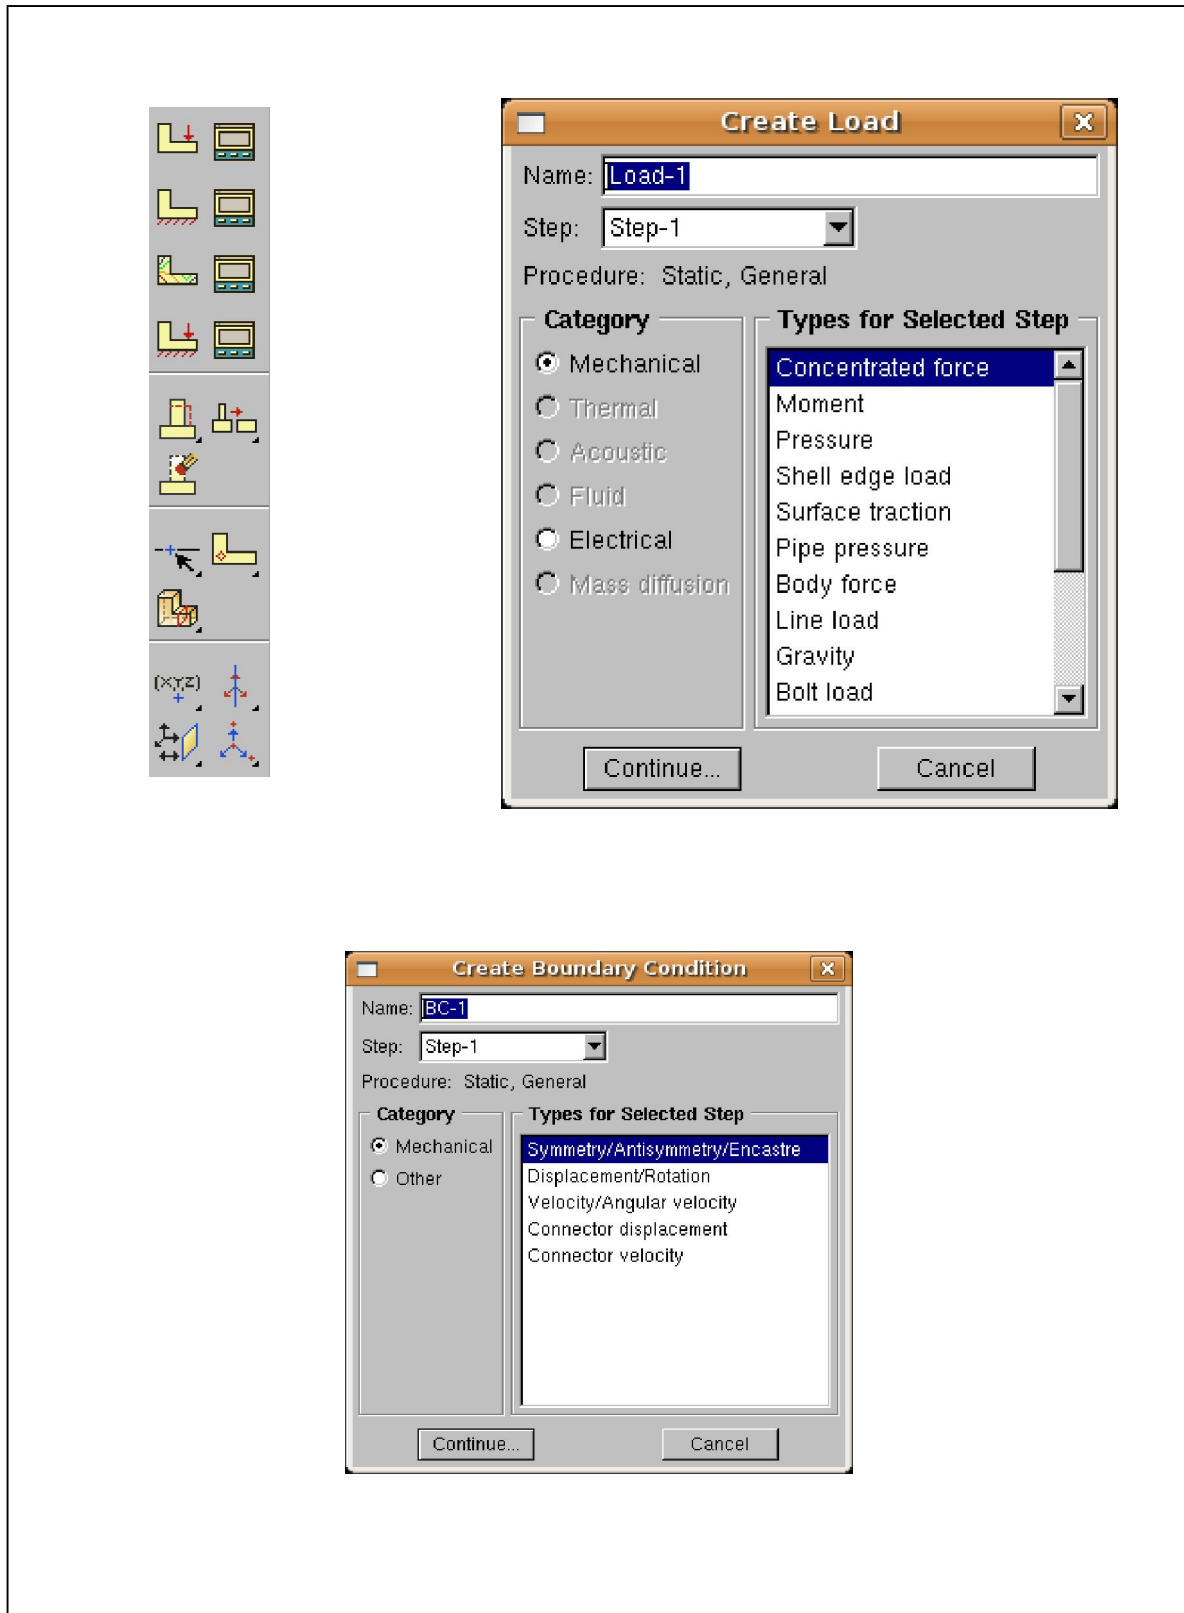 (X,Y,Z)
Create Load
Name: Load-1
Step: Step-1
Procedure: Static, General
Category
Mechanical
Thermal
Acoustic
Fluid
Electrical
Mass diffusion
Types for Selected Step
Concentrated force
Moment
Pressure
Shell edge load
Surface traction
Pipe pressure
Body force
Line load
Gravity
Bolt load
Continue...
Cancel
Create Boundary Condition
Name: BC-1
Step: Step-1
Procedure: Static, General
Category
Mechanical
Other
Types for Selected Step
Symmetry/Antisymmetry/Encastre
Displacement/Rotation
Velocity/Angular velocity
Connector displacement
Connector velocity
Continue...
Cancel